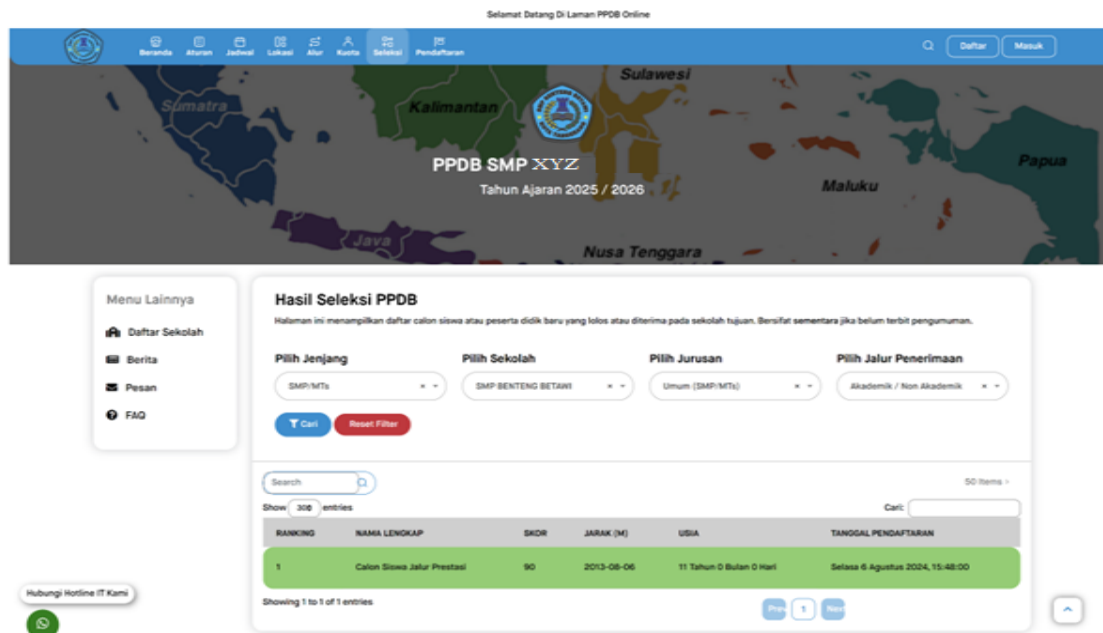 Selamat Datang Di Laman PPDB Online
Beranda Aturan Jadwal Lokasi Alur Kuota Seleksi Pendaftaran Daftar Masuk
Sumatra
Kalimantan
Sulawesi
Maluku
Papua
Java
Nusa Tenggara
PPDB SMP XYZ
Tahun Ajaran 2025 / 2026
Menu Lainnya
Daftar Sekolah
Berita
Pesan
FAQ
Hasil Seleksi PPDB
Halaman ini menampilkan daftar calon siswa atau peserta didik baru yang lolos atau diterima pada sekolah tujuan. Bersifat sementara jika belum terbit pengumuman.
Pilih Jenjang Pilih Sekolah Pilih Jurusan Pilih Jalur Penerimaan
SMP/MTs SMP BENTENG BETAWI Umum (SMP/MTs) Akademik / Non Akademik
Cari Reset Filter
Search 50 Items >
Show 300 entries Cari:
RANKING NAMA LENGKAP SKOR JARAK (M) USIA TANGGAL PENDAFTARAN
1 Calon Siswa Jalur Prestasi 90 2013-08-06 11 Tahun 0 Bulan 0 Hari Selasa 6 Agustus 2024, 15:48:00
Showing 1 to 1 of 1 entries Prev 1 Next
Hubungi Hotline IT Kami